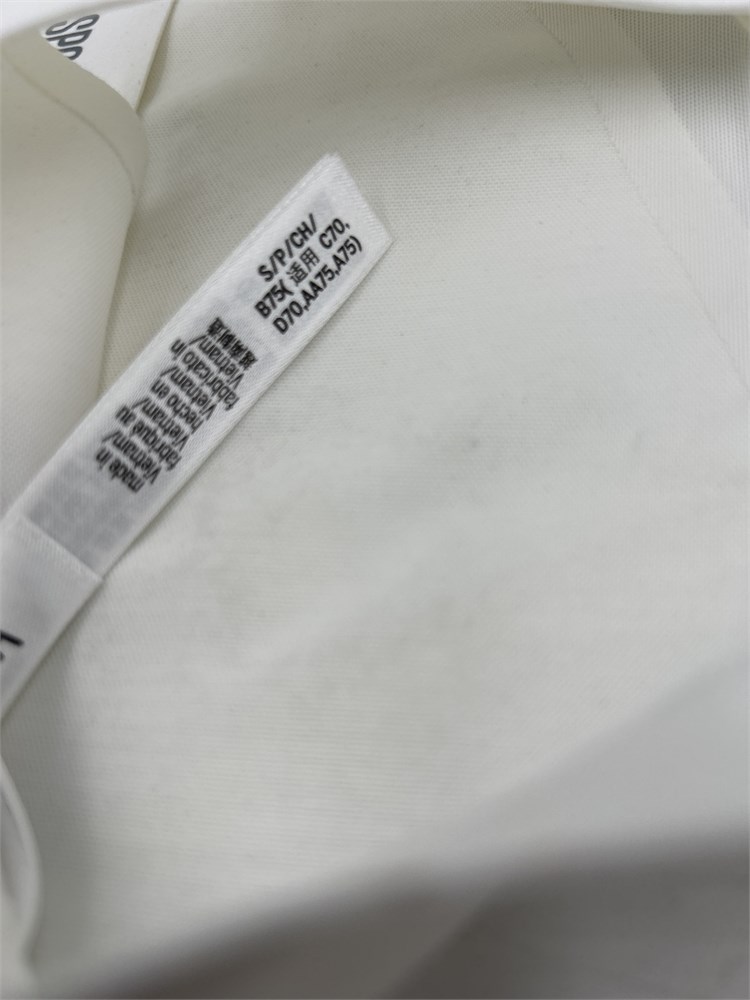 Spo
S/P/CH/
B75( 适用 C70,
D70,AA75,A75)
made in
Vietnam/
fabriqué au
Vietnam/
hecho en
Vietnam/
fabricato in
Vietnam/
越南制造